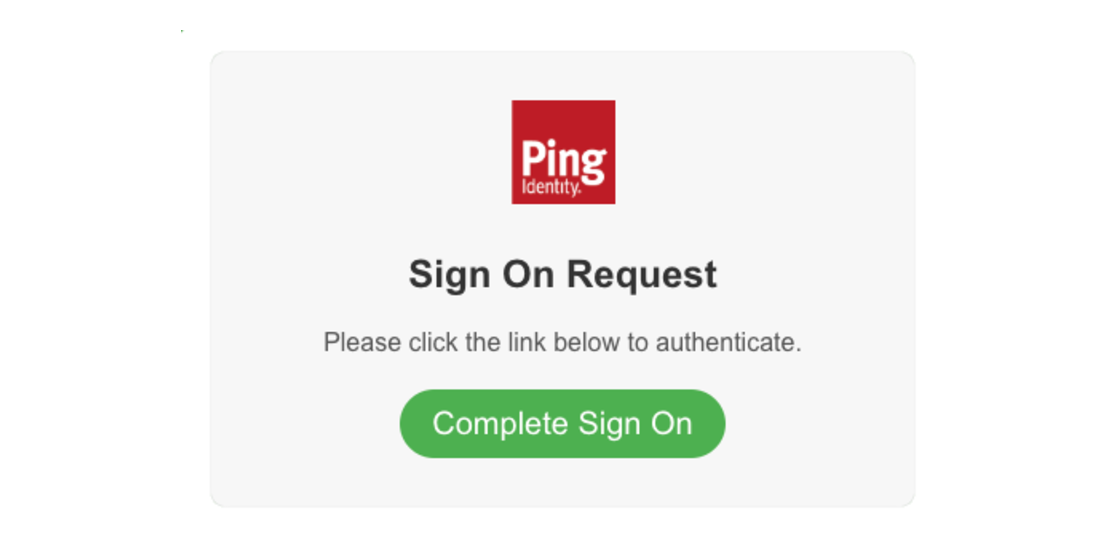 Ping
Identity.
Sign On Request
Please click the link below to authenticate.
Complete Sign On